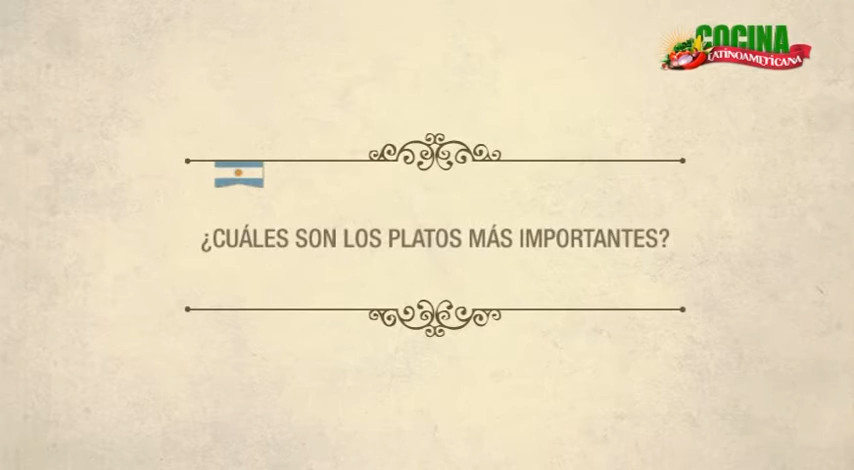 COCINA
LATINOAMERICANA
¿CUÁLES SON LOS PLATOS MÁS IMPORTANTES?